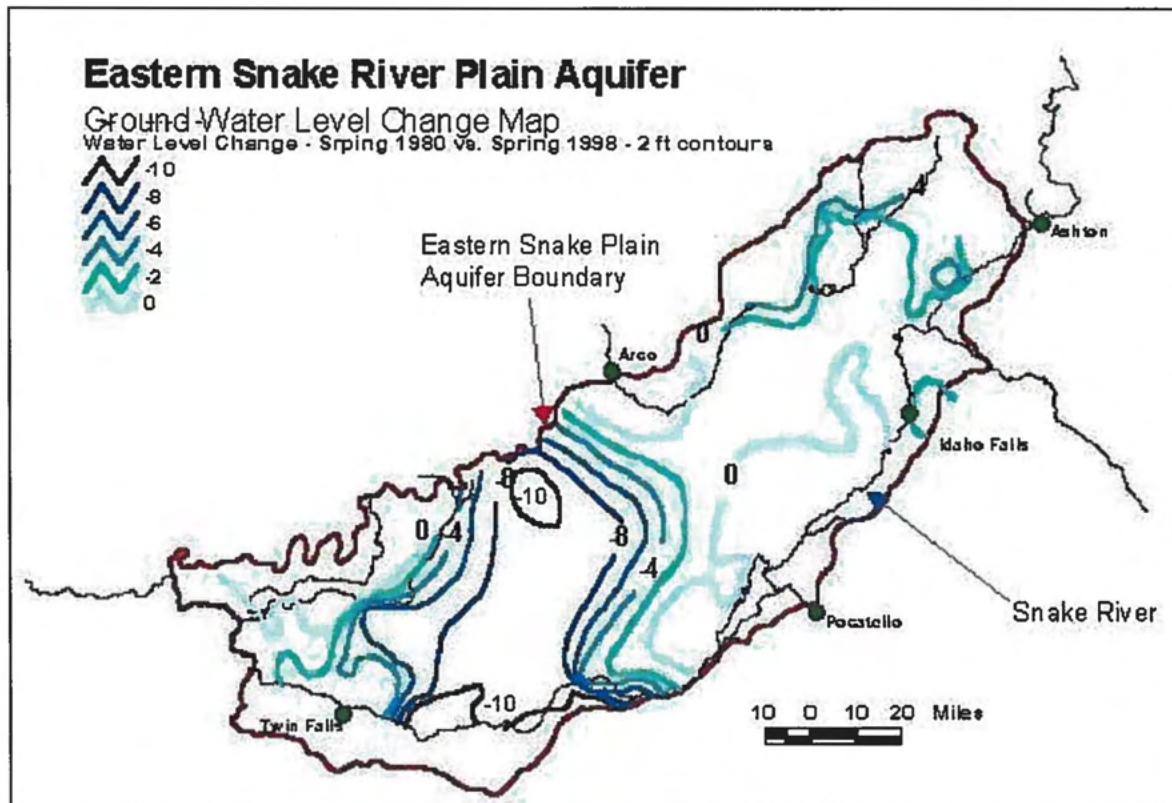 Eastern Snake River Plain Aquifer
Ground-Water Level Change Map
Water Level Change - Srping 1980 vs. Spring 1998 - 2 ft contours
-10
-8
-6
-4
-2
0
Eastern Snake Plain
Aquifer Boundary
4
Ashton
0
Arco
Idaho Falls
0
-8
-10
0
-4
-8
-4
Snake River
Pocatello
-10
Twin Falls
10 0 10 20 Miles